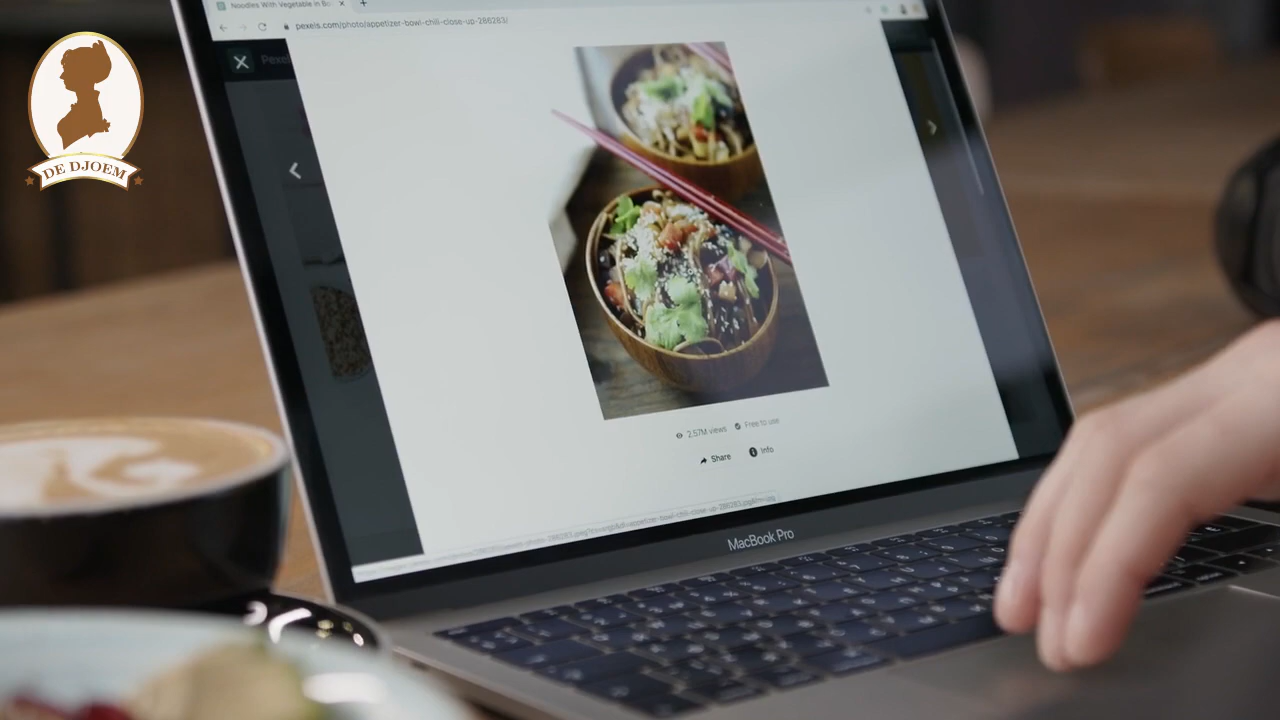 Noodles With Vegetable in Bo
pexels.com/photo/appetizer-bowl-chili-close-up-286283/
Pexel
DE DJOEM
2.57M views Free to use
Share Info
MacBook Pro